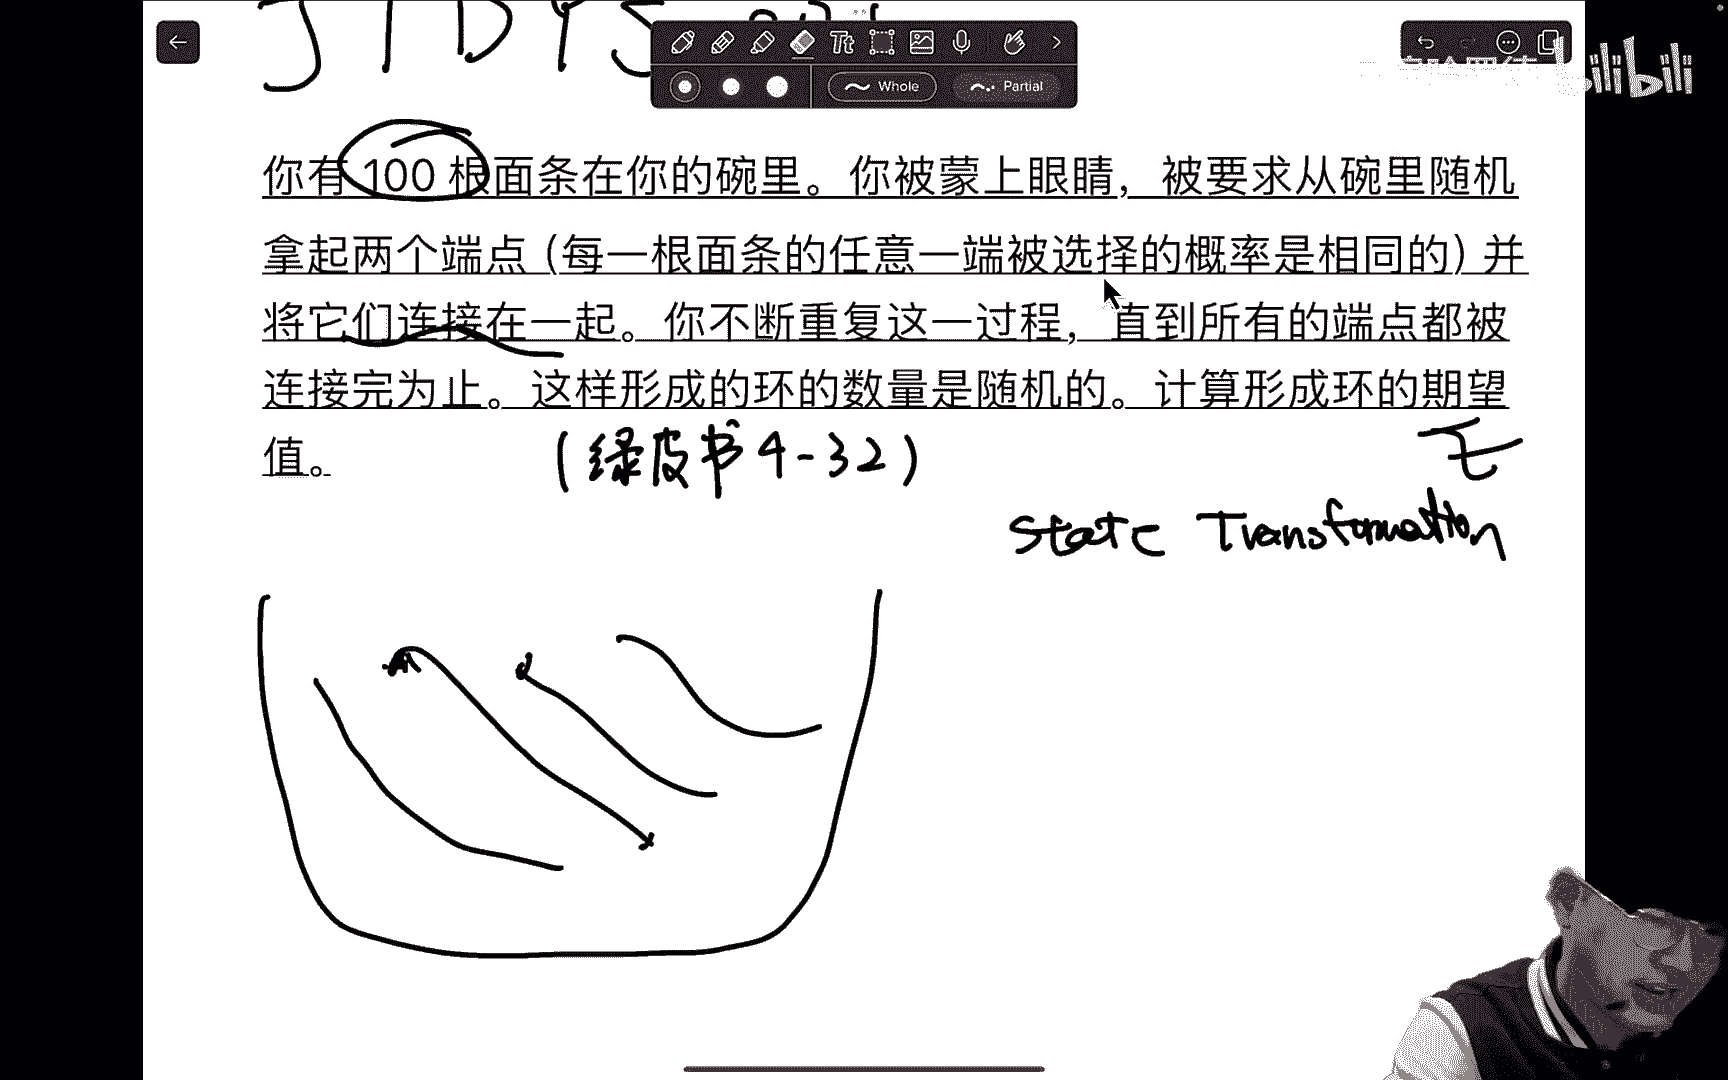 Tt
Whole
Partial
bilibili
你有 100 根面条在你的碗里。你被蒙上眼睛，被要求从碗里随机
拿起两个端点 (每一根面条的任意一端被选择的概率是相同的) 并
将它们连接在一起。你不断重复这一过程，直到所有的端点都被
连接完为止。这样形成的环的数量是随机的。计算形成环的期望
值。
(绿皮书 4-32)
State Transformation